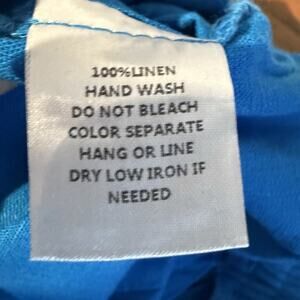 100%LINEN
HAND WASH
DO NOT BLEACH
COLOR SEPARATE
HANG OR LINE
DRY LOW IRON IF
NEEDED